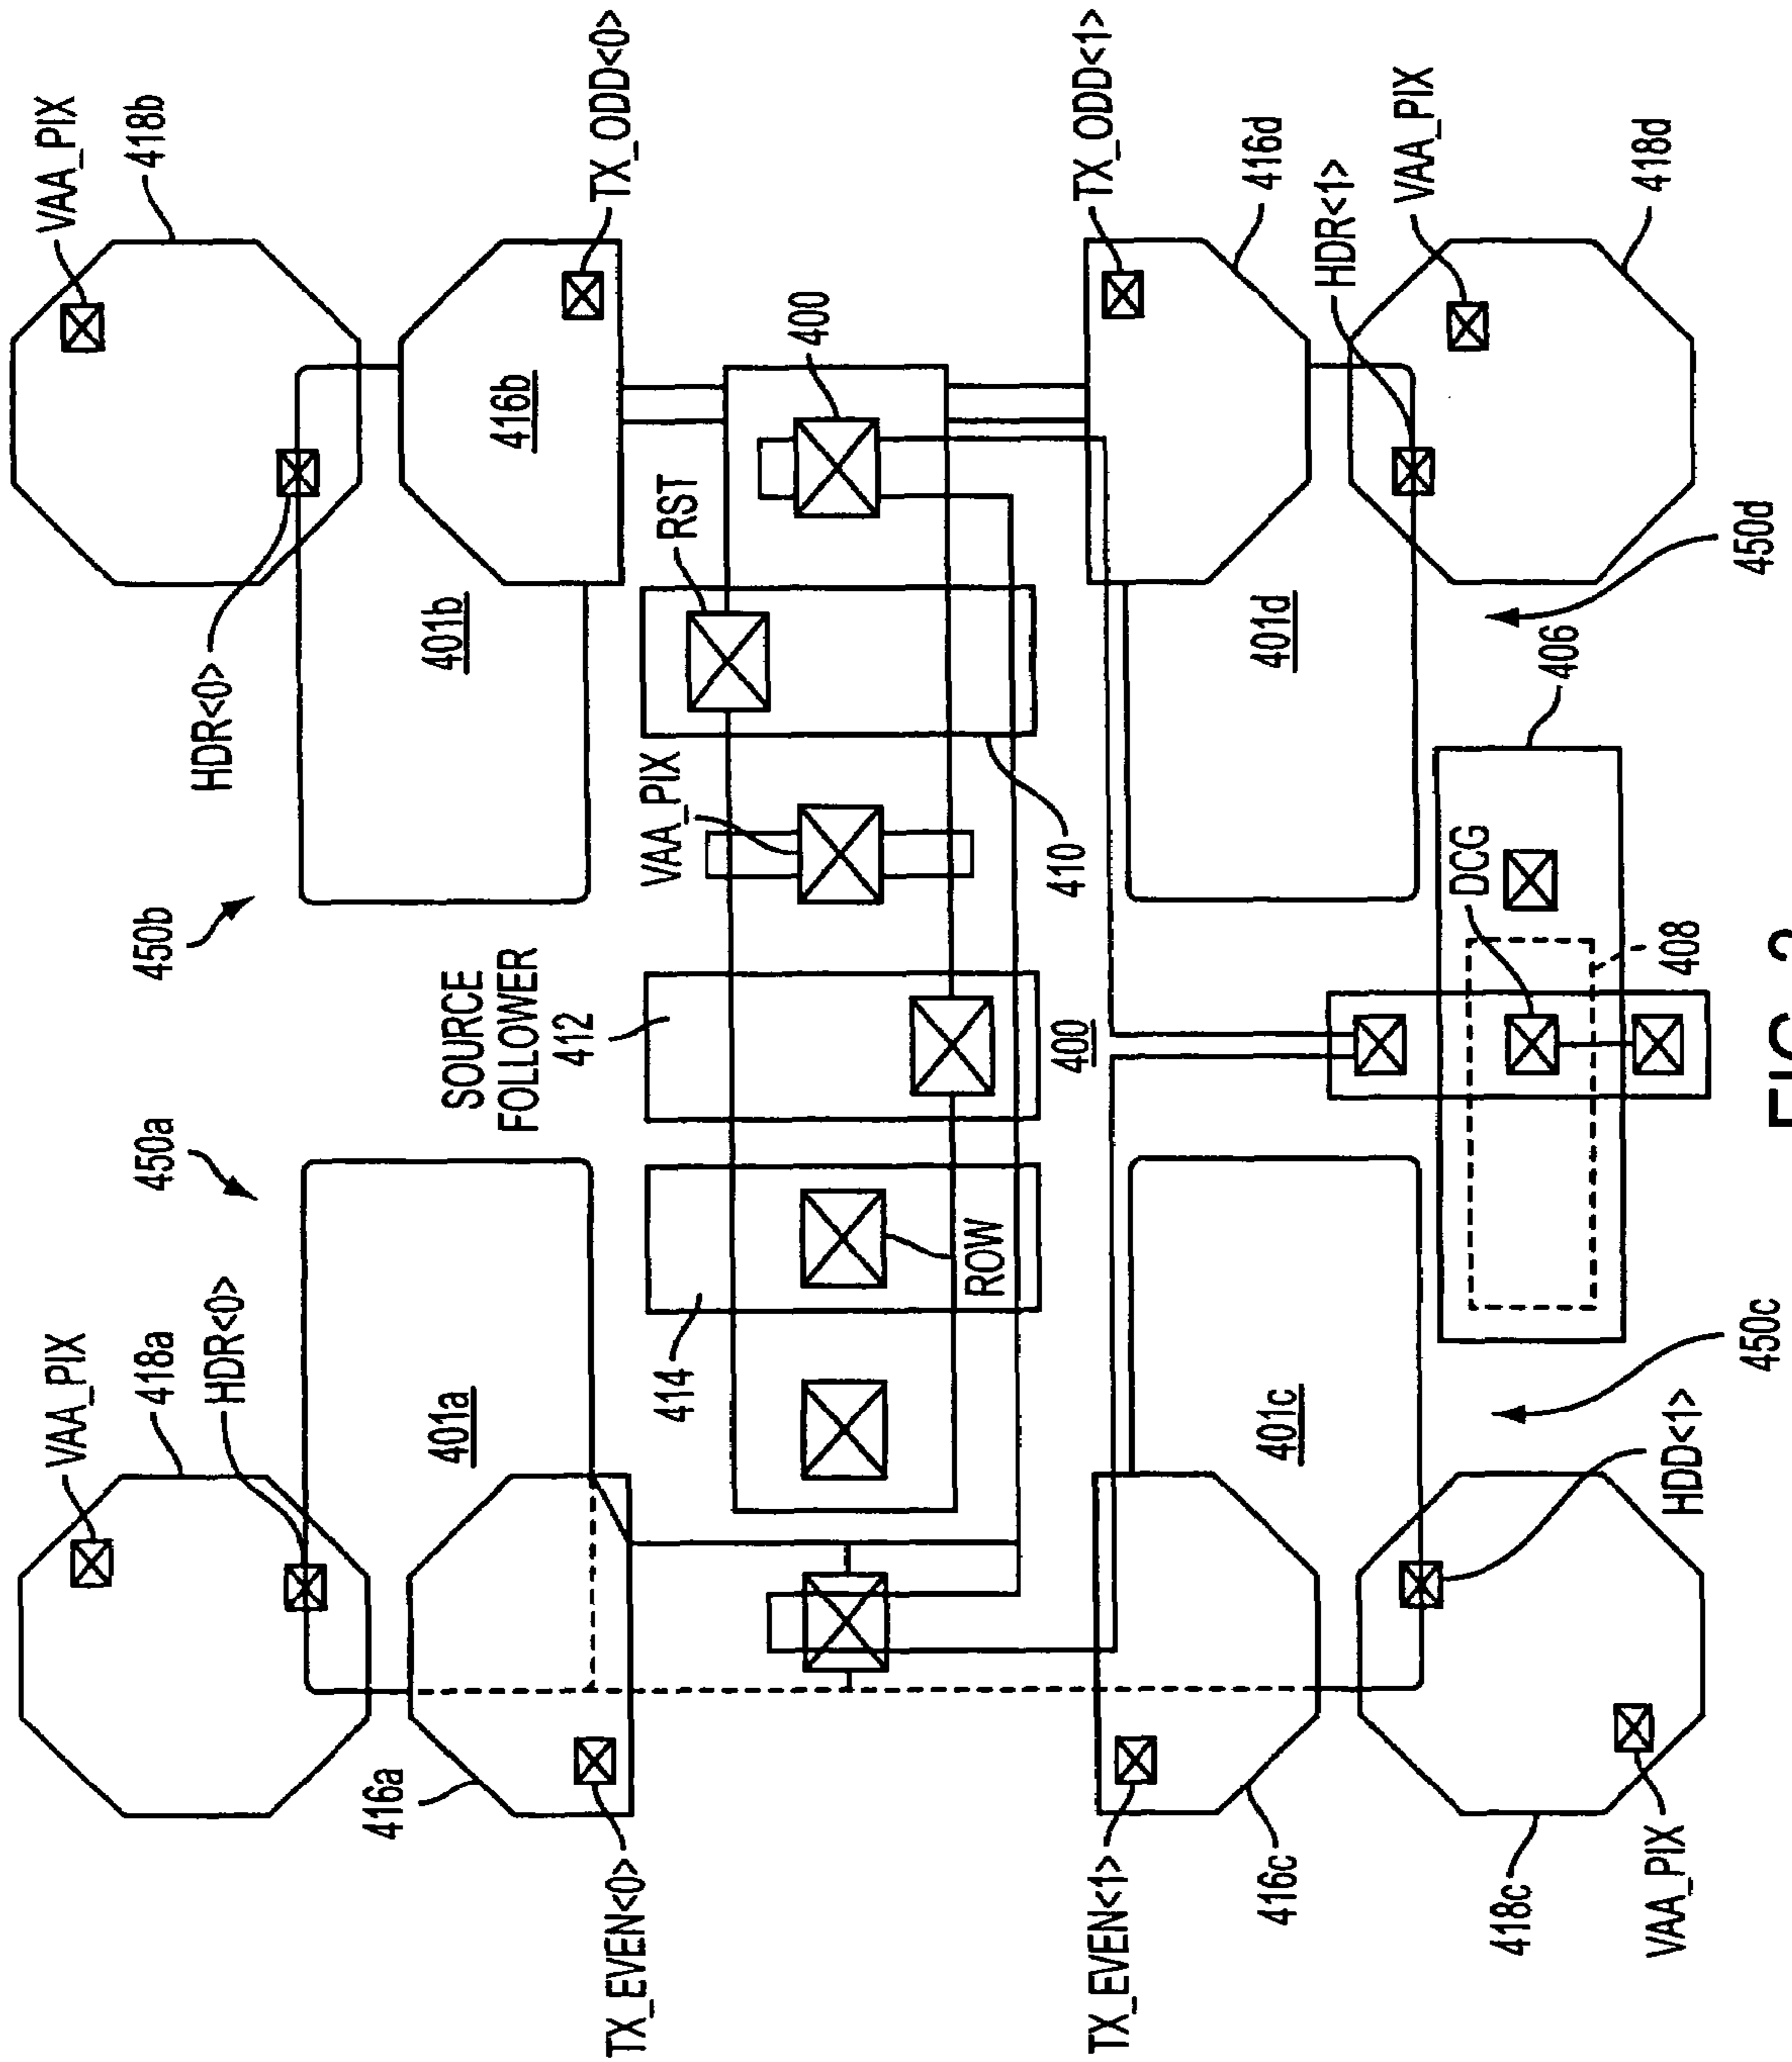 VAA_PIX
VAA_PIX
418a
450a
450b
418b
HDR<0>
HDR<0>
416a
401a
401b
416b
SOURCE
FOLLOWER
412
TX_EVEN<0>
TX_ODD<0>
414
VAA_PIX
RST
400
ROW
400
410
TX_EVEN<1>
TX_ODD<1>
416c
401c
401d
416d
HDR<1>
VAA_PIX
DCG
418c
406
418d
VAA_PIX
HDD<1>
408
450c
450d
FIG.